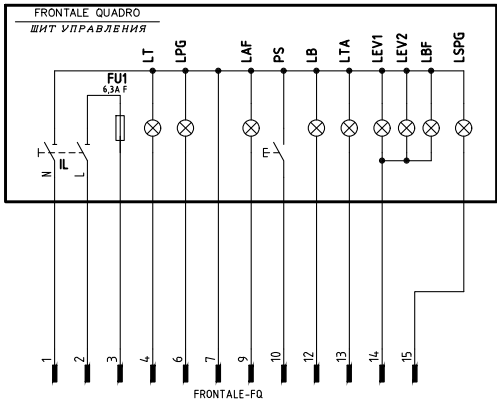 FRONTALE QUADRO
ЩИТ УПРАВЛЕНИЯ
LT
LPG
LAF
PS
LB
LTA
LEV1
LEV2
LBF
LSPG
FU1
6,3A F
IL
N
L
1
2
3
4
6
7
9
10
12
13
14
15
FRONTALE-FQ